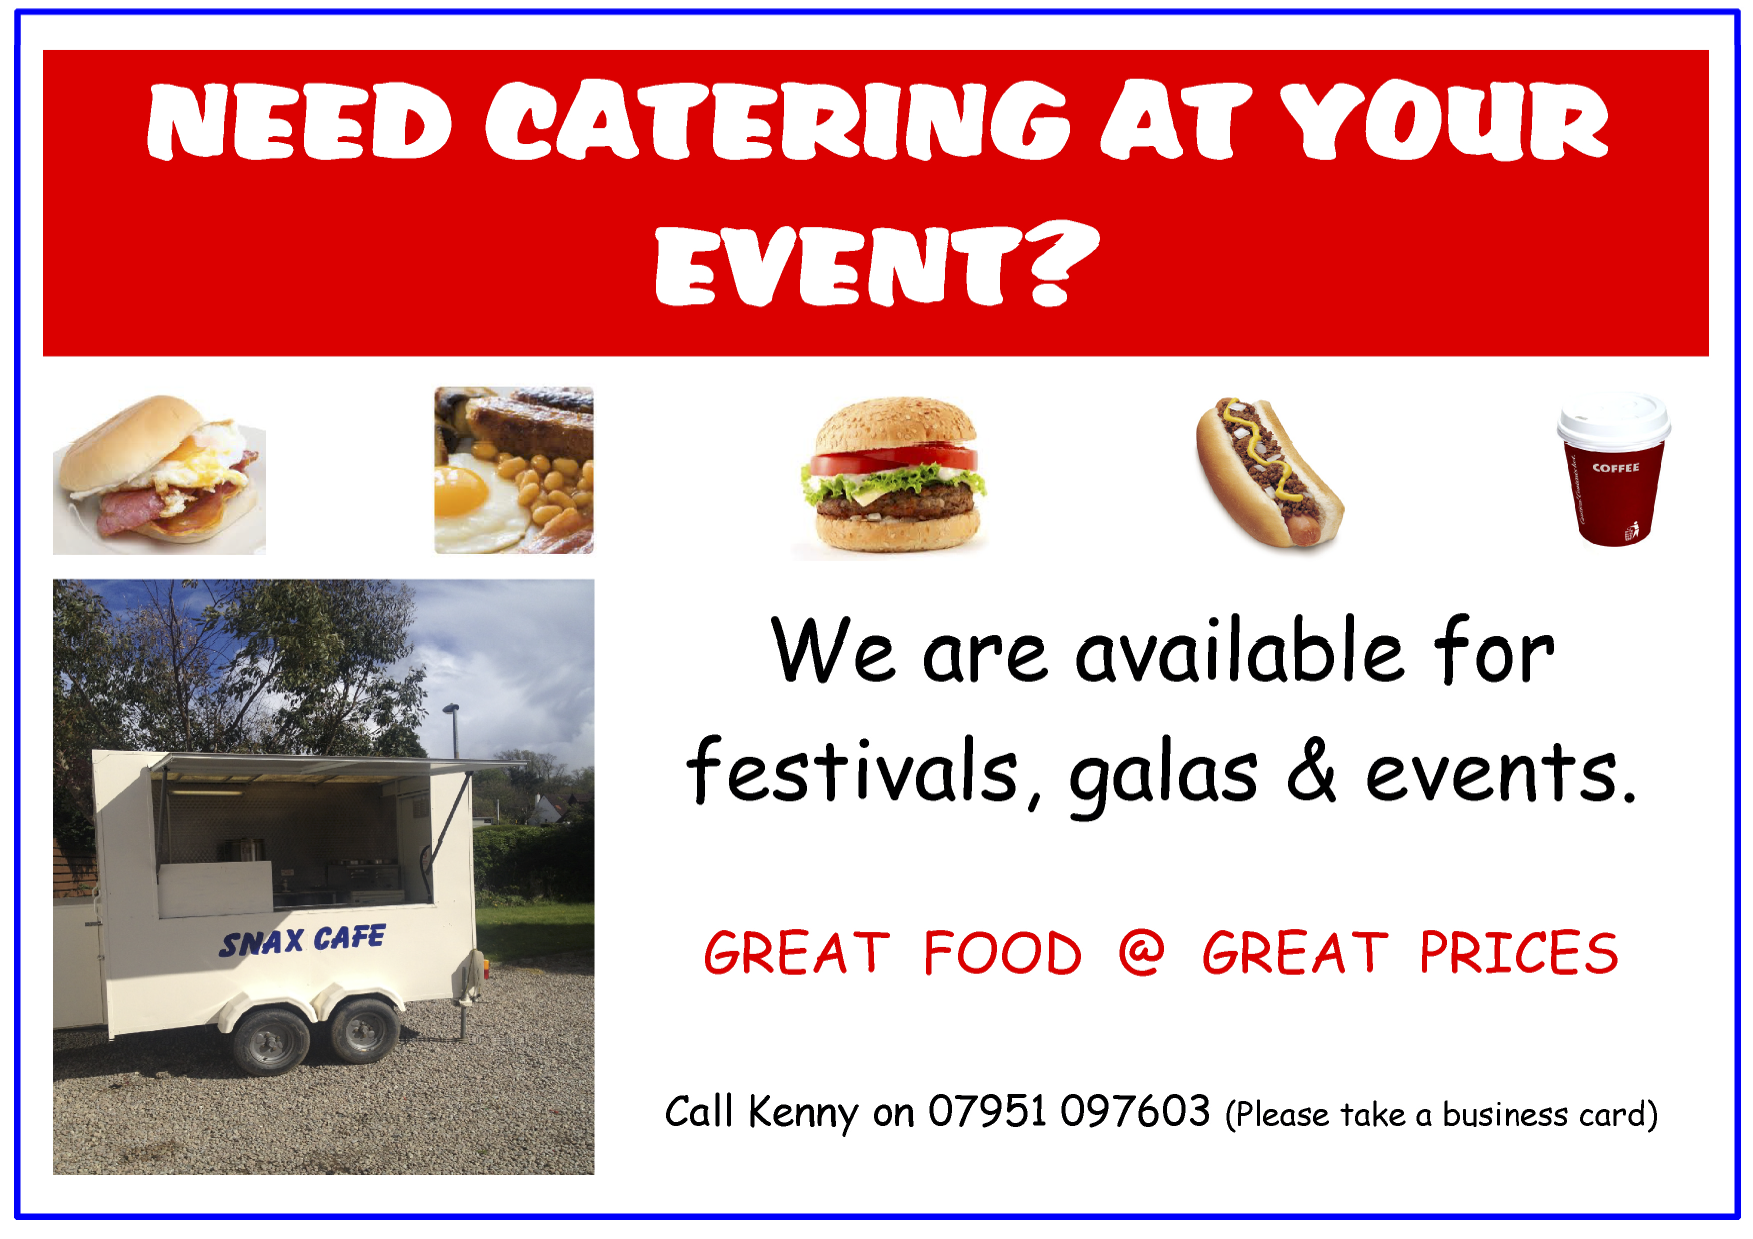 NEED CATERING AT YOUR
EVENT?
COFFEE
We are available for
festivals, galas & events.
SNAX CAFE
GREAT FOOD @ GREAT PRICES
Call Kenny on 07951 097603 (Please take a business card)